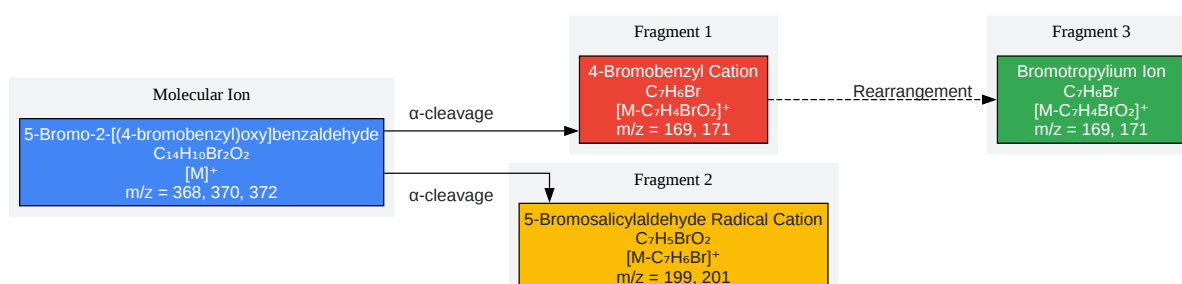 Molecular Ion
5-Bromo-2-[(4-bromobenzyl)oxy]benzaldehyde
C₁₄H₁₀Br₂O₂
[M]⁺
m/z = 368, 370, 372
α-cleavage
α-cleavage
Fragment 1
4-Bromobenzyl Cation
C₇H₆Br
[M-C₇H₄BrO₂]⁺
m/z = 169, 171
Fragment 2
5-Bromosalicylaldehyde Radical Cation
C₇H₅BrO₂
[M-C₇H₆Br]⁺
m/z = 199, 201
Rearrangement
Fragment 3
Bromotropylium Ion
C₇H₆Br
[M-C₇H₄BrO₂]⁺
m/z = 169, 171